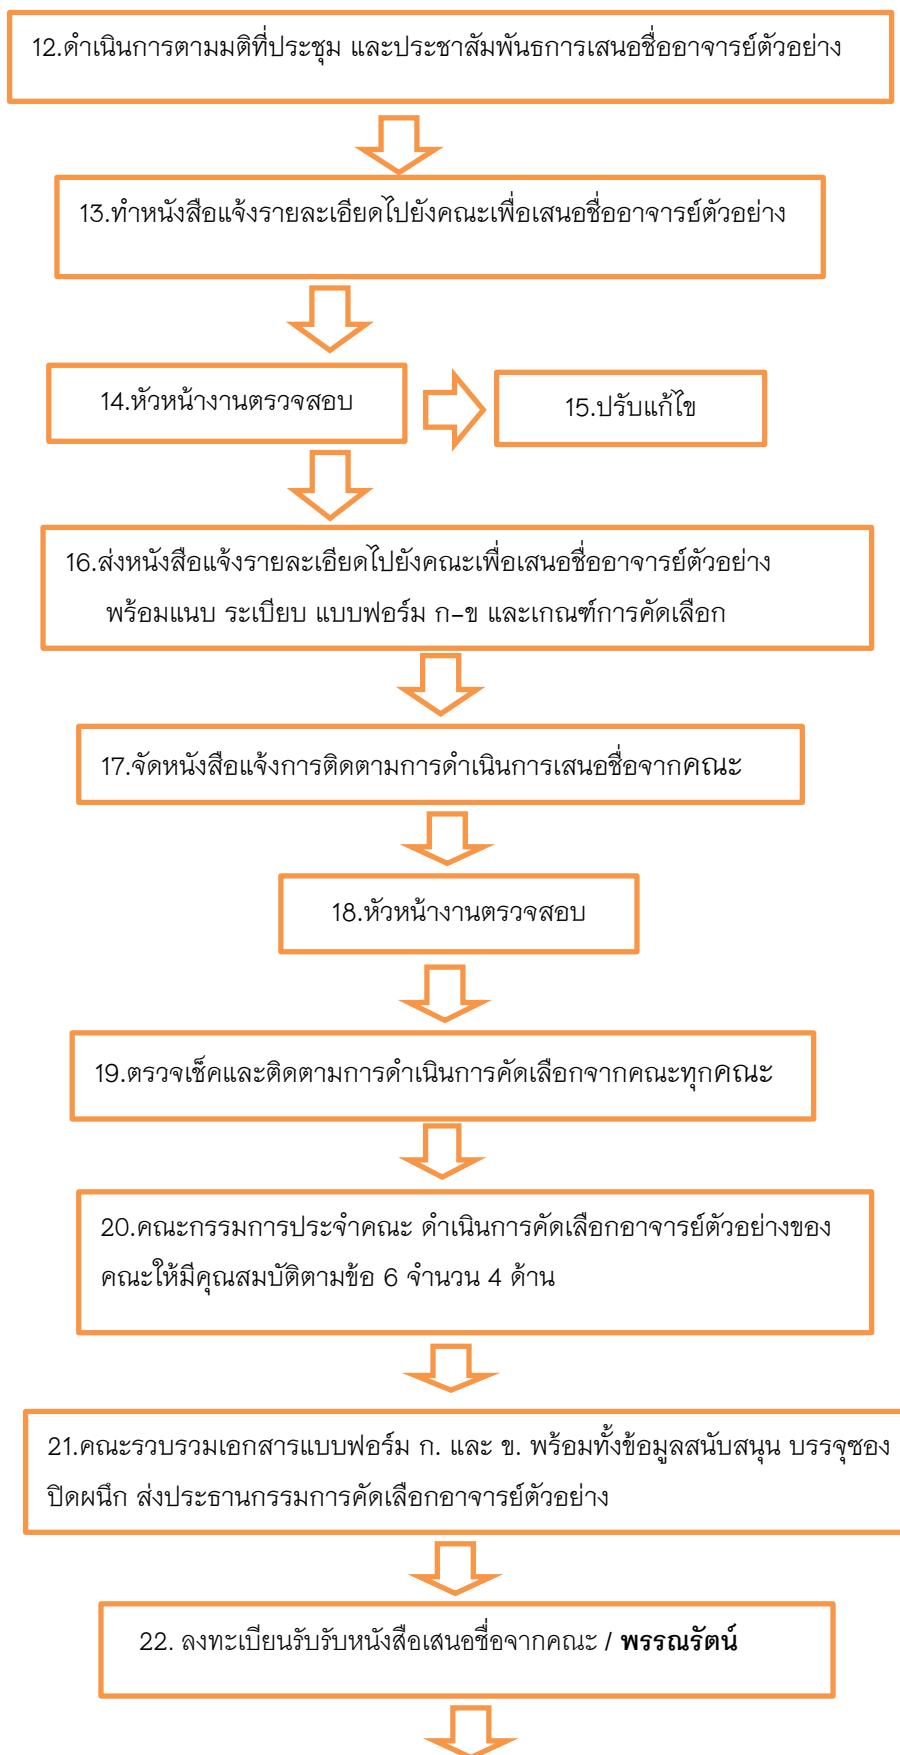 12.ดำเนินการตามมติที่ประชุม และประชาสัมพันธการเสนอชื่ออาจารย์ตัวอย่าง
13.ทำหนังสือแจ้งรายละเอียดไปยังคณะเพื่อเสนอชื่ออาจารย์ตัวอย่าง
14.หัวหน้างานตรวจสอบ
15.ปรับแก้ไข
16.ส่งหนังสือแจ้งรายละเอียดไปยังคณะเพื่อเสนอชื่ออาจารย์ตัวอย่าง
พร้อมแนบ ระเบียบ แบบฟอร์ม ก-ข และเกณฑ์การคัดเลือก
17.จัดหนังสือแจ้งการติดตามการดำเนินการเสนอชื่อจากคณะ
18.หัวหน้างานตรวจสอบ
19.ตรวจเช็คและติดตามการดำเนินการคัดเลือกจากคณะทุกคณะ
20.คณะกรรมการประจำคณะ ดำเนินการคัดเลือกอาจารย์ตัวอย่างของ
คณะให้มีคุณสมบัติตามข้อ 6 จำนวน 4 ด้าน
21.คณะรวบรวมเอกสารแบบฟอร์ม ก. และ ข. พร้อมทั้งข้อมูลสนับสนุน บรรจุซอง
ปิดผนึก ส่งประธานกรรมการคัดเลือกอาจารย์ตัวอย่าง
22. ลงทะเบียนรับรับหนังสือเสนอชื่อจากคณะ / พรรณรัตน์